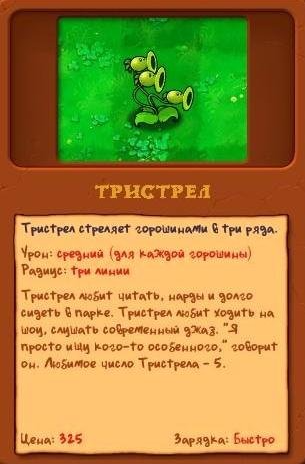 ТРИСТРЕЛ
Тристрел стреляет горошинами в три ряда.
Урон: средний (для каждой горошины)
Радиус: три линии
Тристрел любит читать, нарды и долго
сидеть в парке. Тристрел любит ходить на
шоу, слушать современный джаз. "Я
просто ищу кого-то особенного," говорит
он. Любимое число Тристрела - 5.
Цена: 325 Зарядка: Быстро